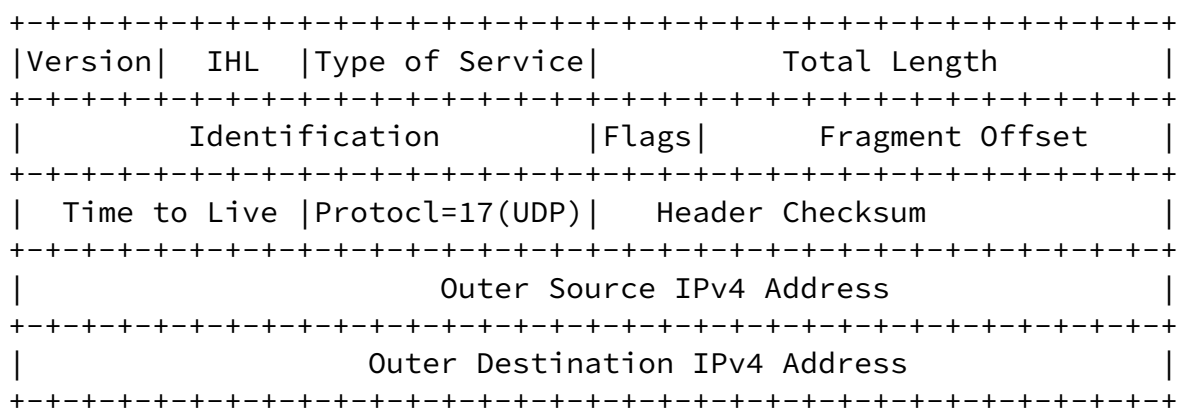 +-+-+-+-+-+-+-+-+-+-+-+-+-+-+-+-+-+-+-+-+-+-+-+-+-+-+-+-+-+-+-+-+
|Version|  IHL  |Type of Service|          Total Length         |
+-+-+-+-+-+-+-+-+-+-+-+-+-+-+-+-+-+-+-+-+-+-+-+-+-+-+-+-+-+-+-+-+
|         Identification        |Flags|      Fragment Offset    |
+-+-+-+-+-+-+-+-+-+-+-+-+-+-+-+-+-+-+-+-+-+-+-+-+-+-+-+-+-+-+-+-+
|  Time to Live |Protocl=17(UDP)|   Header Checksum             |
+-+-+-+-+-+-+-+-+-+-+-+-+-+-+-+-+-+-+-+-+-+-+-+-+-+-+-+-+-+-+-+-+
|                       Outer Source IPv4 Address               |
+-+-+-+-+-+-+-+-+-+-+-+-+-+-+-+-+-+-+-+-+-+-+-+-+-+-+-+-+-+-+-+-+
|                   Outer Destination IPv4 Address              |
+-+-+-+-+-+-+-+-+-+-+-+-+-+-+-+-+-+-+-+-+-+-+-+-+-+-+-+-+-+-+-+-+